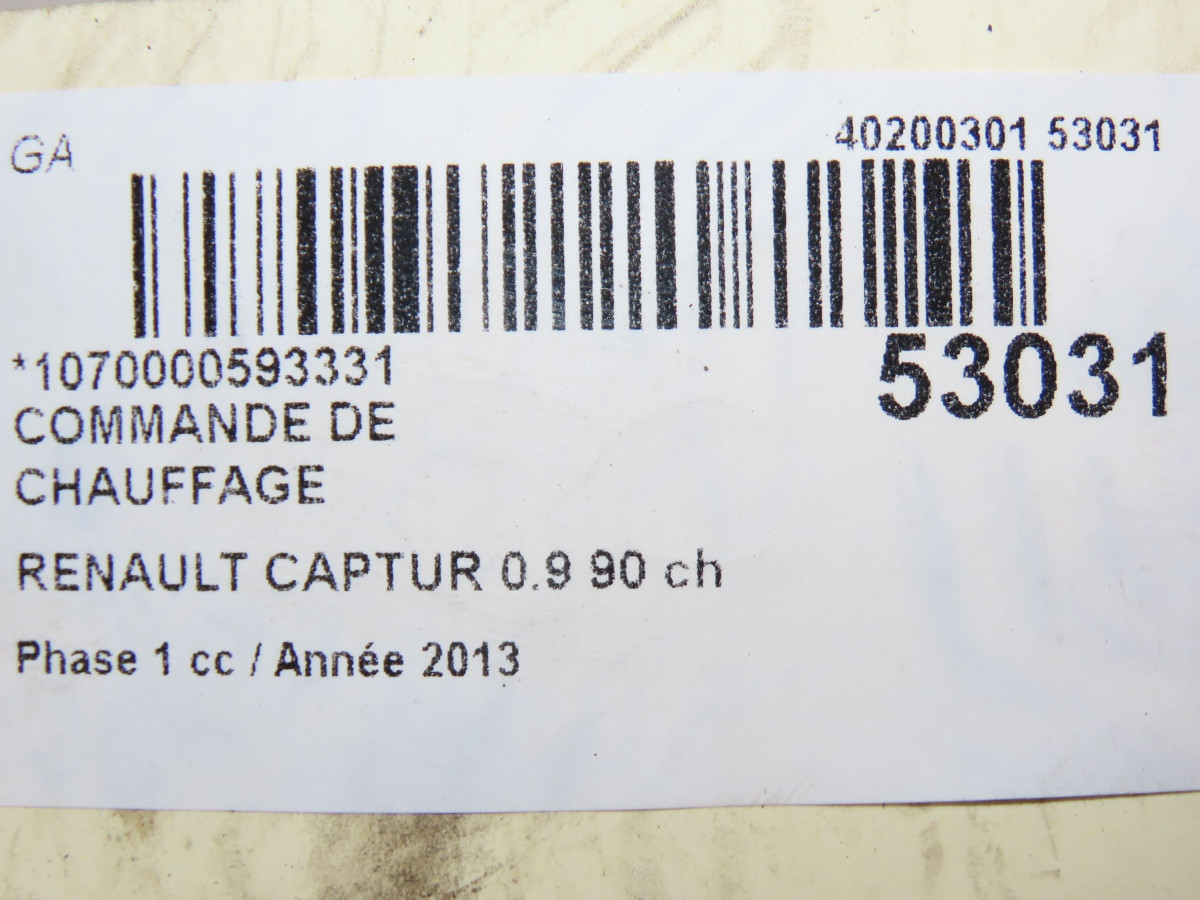 GA
40200301 53031
53031
*1070000593331
COMMANDE DE
CHAUFFAGE
RENAULT CAPTUR 0.9 90 ch
Phase 1 cc / Année 2013